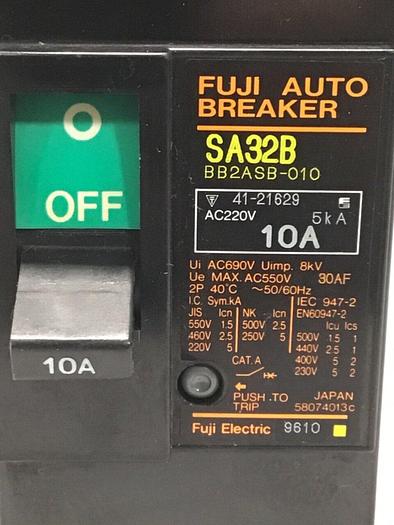 O
OFF
10A
FUJI AUTO
BREAKER
SA32B
BB2ASB-010
41-21629
AC220V 5kA
10A
Ui AC690V Uimp. 8kV
Ue MAX. AC550V 30AF
2P 40°C ~50/60Hz
I.C. Sym.kA IEC 947-2
JIS Icn NK Icn EN60947-2
550V 1.5 500V 2.5 Icu Ics
460V 2.5 250V 5 500V 1.5 1
220V 5 440V 2.5 1
400V 5 2
CAT.A 230V 5 2
PUSH TO JAPAN
TRIP 58074013c
Fuji Electric 9610